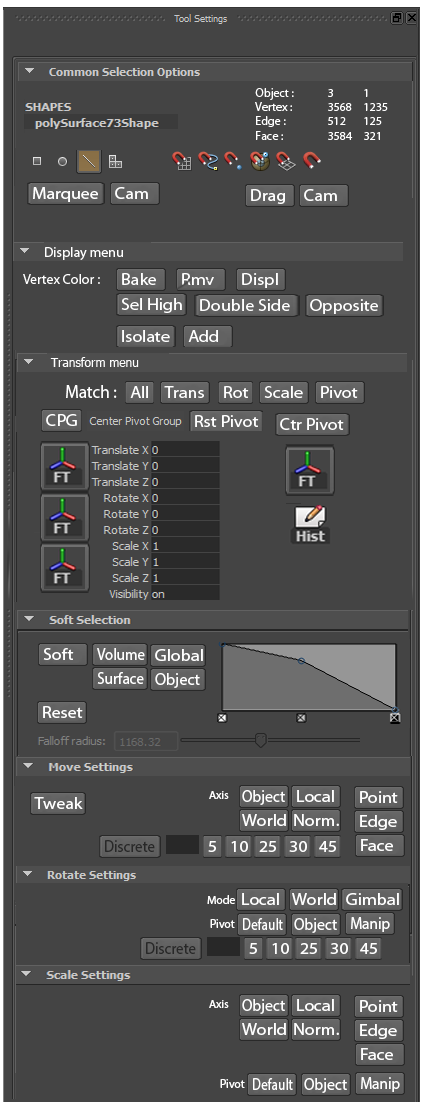 Tool Settings
Common Selection Options
Object : 3 1
SHAPES Vertex : 3568 1235
polySurface73Shape Edge : 512 125
Face : 3584 321
Marquee Cam Drag Cam
Display menu
Vertex Color : Bake P.mv Displ
Sel High Double Side Opposite
Isolate Add
Transform menu
Match : All Trans Rot Scale Pivot
CPG Center Pivot Group Rst Pivot Ctr Pivot
Translate X 0
Translate Y 0
FT Translate Z 0 FT
Rotate X 0
Rotate Y 0
FT Rotate Z 0 Hist
Scale X 1
Scale Y 1
FT Scale Z 1
Visibility on
Soft Selection
Soft Volume Global
Surface Object
Reset
Falloff radius: 1168.32
Move Settings
Tweak Axis Object Local Point
World Norm. Edge
Discrete 5 10 25 30 45 Face
Rotate Settings
Mode Local World Gimbal
Pivot Default Object Manip
Discrete 5 10 25 30 45
Scale Settings
Axis Object Local Point
World Norm. Edge
Face
Pivot Default Object Manip